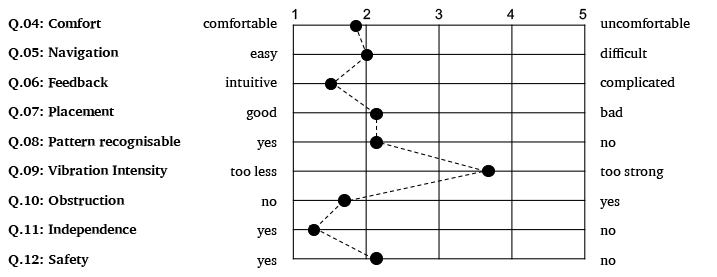 1 2 3 4 5
Q.04: Comfort comfortable uncomfortable
Q.05: Navigation easy difficult
Q.06: Feedback intuitive complicated
Q.07: Placement good bad
Q.08: Pattern recognisable yes no
Q.09: Vibration Intensity too less too strong
Q.10: Obstruction no yes
Q.11: Independence yes no
Q.12: Safety yes no